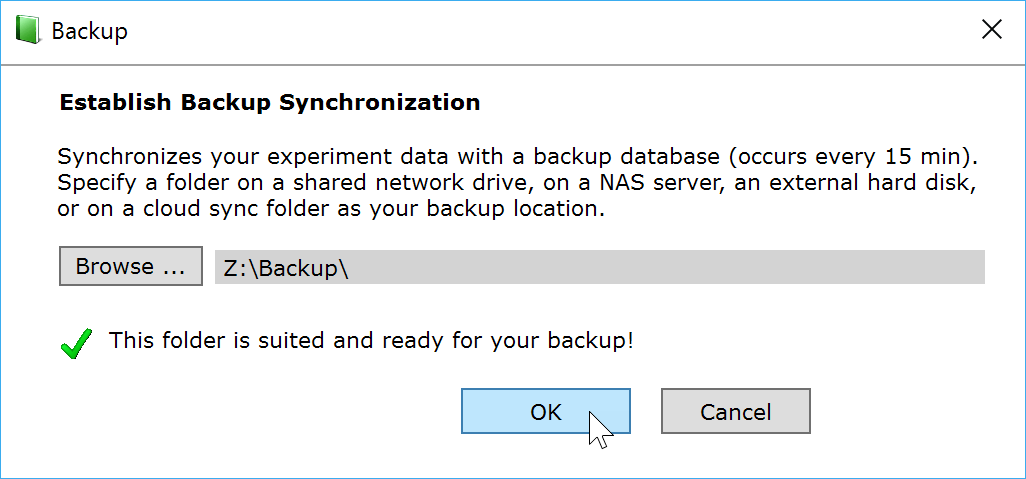 Backup
Establish Backup Synchronization
Synchronizes your experiment data with a backup database (occurs every 15 min).
Specify a folder on a shared network drive, on a NAS server, an external hard disk,
or on a cloud sync folder as your backup location.
Browse ... Z:\Backup\
This folder is suited and ready for your backup!
OK Cancel